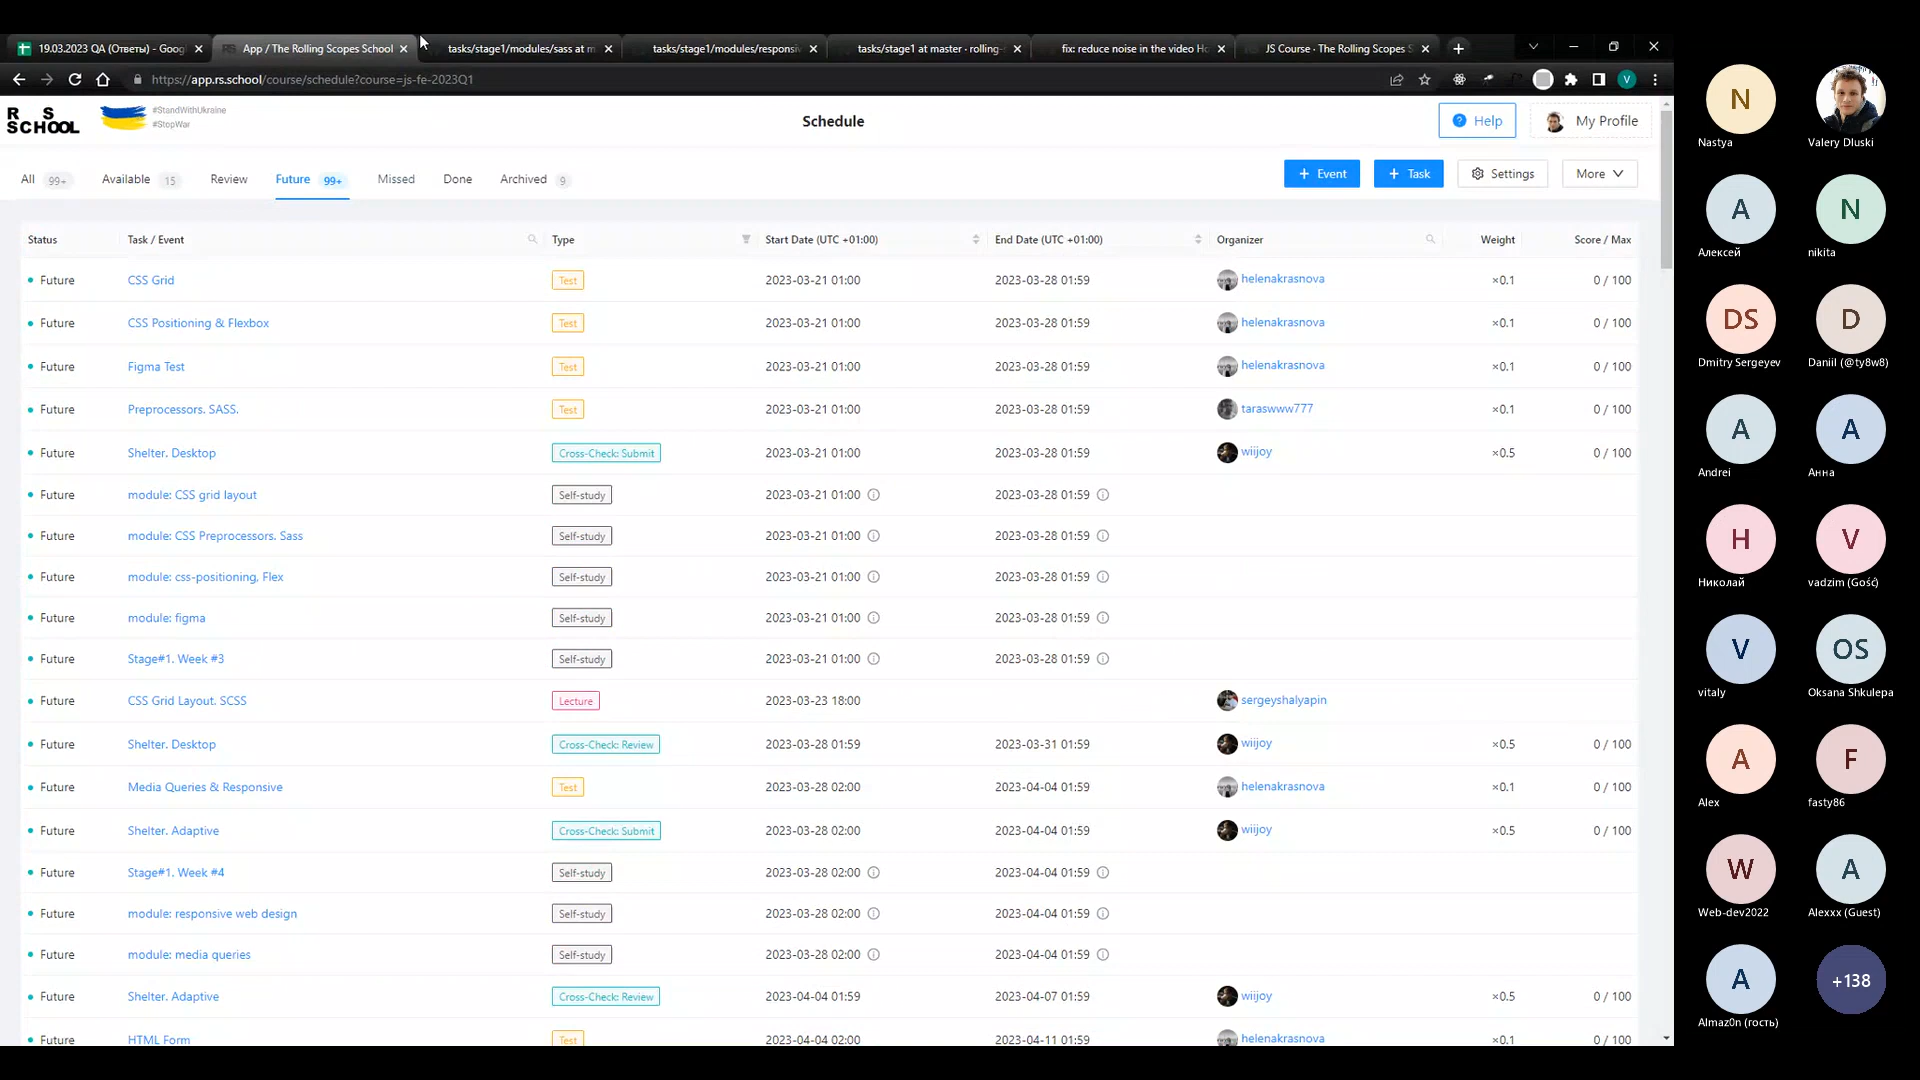 19.03.2023 QA (Ответы) - Goog
App / The Rolling Scopes School
tasks/stage1/modules/sass at m
tasks/stage1/modules/responsiv
tasks/stage1 at master · rolling-
fix: reduce noise in the video Ho
JS Course · The Rolling Scopes S
https://app.rs.school/course/schedule?course=js-fe-2023Q1
V
R S
SCHOOL
#StandWithUkraine
#StopWar
Schedule
Help
My Profile
All 99+
Available 15
Review
Future 99+
Missed
Done
Archived 9
+ Event
+ Task
Settings
More
Status Task / Event Type Start Date (UTC +01:00) End Date (UTC +01:00) Organizer Weight Score / Max
Future CSS Grid Test 2023-03-21 01:00 2023-03-28 01:59 helenakrasnova ×0.1 0 / 100
Future CSS Positioning & Flexbox Test 2023-03-21 01:00 2023-03-28 01:59 helenakrasnova ×0.1 0 / 100
Future Figma Test Test 2023-03-21 01:00 2023-03-28 01:59 helenakrasnova ×0.1 0 / 100
Future Preprocessors. SASS. Test 2023-03-21 01:00 2023-03-28 01:59 taraswww777 ×0.1 0 / 100
Future Shelter. Desktop Cross-Check: Submit 2023-03-21 01:00 2023-03-28 01:59 wiijoy ×0.5 0 / 100
Future module: CSS grid layout Self-study 2023-03-21 01:00 2023-03-28 01:59
Future module: CSS Preprocessors. Sass Self-study 2023-03-21 01:00 2023-03-28 01:59
Future module: css-positioning, Flex Self-study 2023-03-21 01:00 2023-03-28 01:59
Future module: figma Self-study 2023-03-21 01:00 2023-03-28 01:59
Future Stage#1. Week #3 Self-study 2023-03-21 01:00 2023-03-28 01:59
Future CSS Grid Layout. SCSS Lecture 2023-03-23 18:00 sergeyshalyapin
Future Shelter. Desktop Cross-Check: Review 2023-03-28 01:59 2023-03-31 01:59 wiijoy ×0.5 0 / 100
Future Media Queries & Responsive Test 2023-03-28 02:00 2023-04-04 01:59 helenakrasnova ×0.1 0 / 100
Future Shelter. Adaptive Cross-Check: Submit 2023-03-28 02:00 2023-04-04 01:59 wiijoy ×0.5 0 / 100
Future Stage#1. Week #4 Self-study 2023-03-28 02:00 2023-04-04 01:59
Future module: responsive web design Self-study 2023-03-28 02:00 2023-04-04 01:59
Future module: media queries Self-study 2023-03-28 02:00 2023-04-04 01:59
Future Shelter. Adaptive Cross-Check: Review 2023-04-04 01:59 2023-04-07 01:59 wiijoy ×0.5 0 / 100
Future HTML Form Test 2023-04-04 02:00 2023-04-11 01:59 helenakrasnova ×0.1 0 / 100
N
Nastya
Valery Dluski
A
Алексей
N
nikita
DS
Dmitry Sergeyev
D
Daniil (@ty8w8)
A
Andrei
A
Анна
H
Николай
V
vadzim (Gość)
V
vitaly
OS
Oksana Shkulepa
A
Alex
F
fasty86
W
Web-dev2022
A
Alexxx (Guest)
A
Almaz0n (гость)
+138